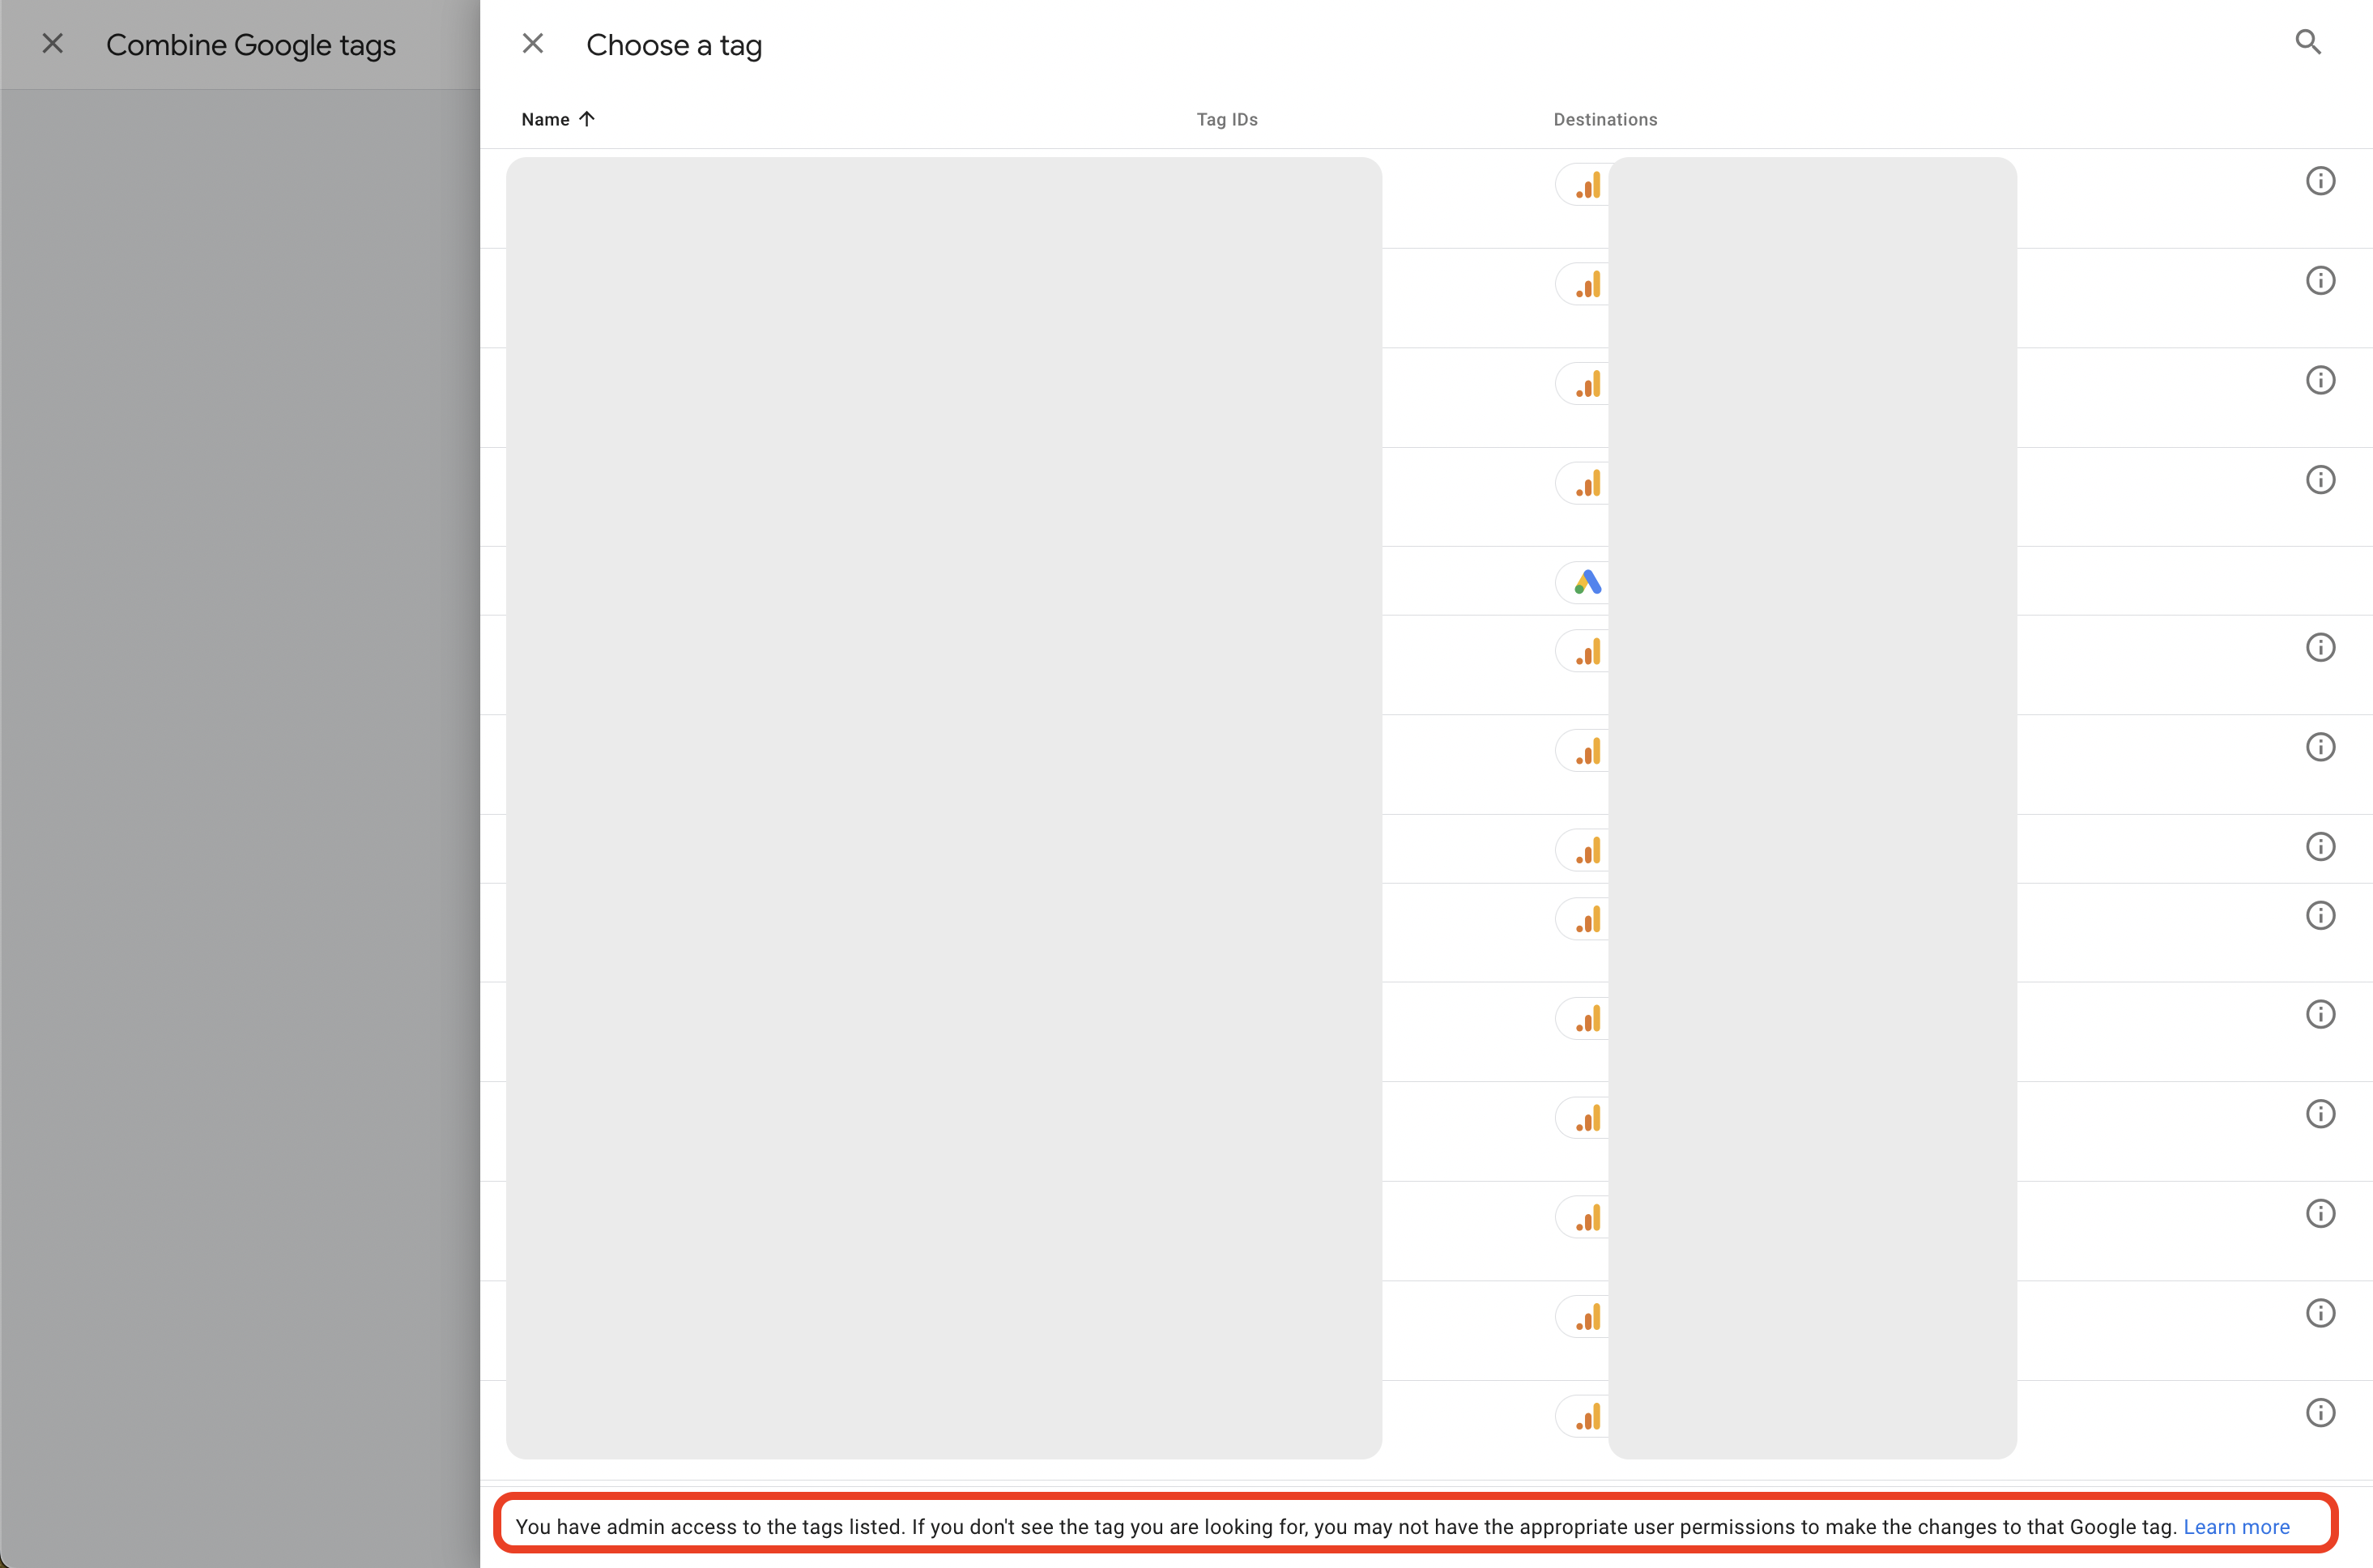 Combine Google tags
Choose a tag
Name
Tag IDs
Destinations
You have admin access to the tags listed. If you don't see the tag you are looking for, you may not have the appropriate user permissions to make the changes to that Google tag. Learn more